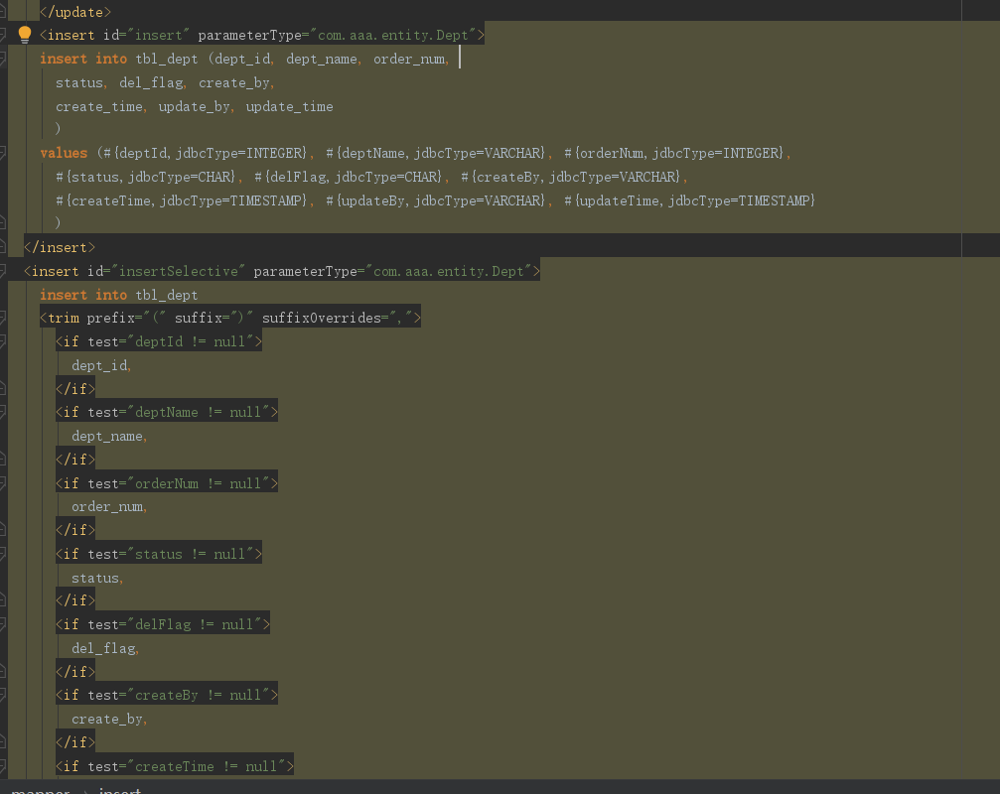 </update>
<insert id="insert" parameterType="com.aaa.entity.Dept">
insert into tbl_dept (dept_id, dept_name, order_num,
status, del_flag, create_by,
create_time, update_by, update_time
)
values (#{deptId,jdbcType=INTEGER}, #{deptName,jdbcType=VARCHAR}, #{orderNum,jdbcType=INTEGER},
#{status,jdbcType=CHAR}, #{delFlag,jdbcType=CHAR}, #{createBy,jdbcType=VARCHAR},
#{createTime,jdbcType=TIMESTAMP}, #{updateBy,jdbcType=VARCHAR}, #{updateTime,jdbcType=TIMESTAMP}
)
</insert>
<insert id="insertSelective" parameterType="com.aaa.entity.Dept">
insert into tbl_dept
<trim prefix="(" suffix=")" suffixOverrides=",">
<if test="deptId != null">
dept_id,
</if>
<if test="deptName != null">
dept_name,
</if>
<if test="orderNum != null">
order_num,
</if>
<if test="status != null">
status,
</if>
<if test="delFlag != null">
del_flag,
</if>
<if test="createBy != null">
create_by,
</if>
<if test="createTime != null">
mapper › insert